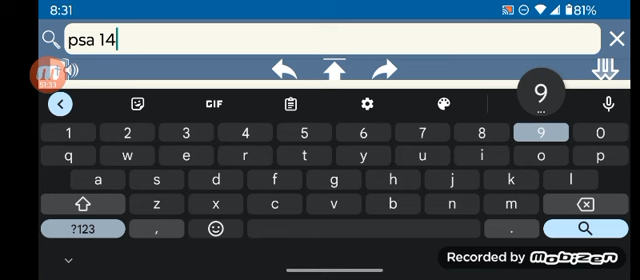 8:31
81%
psa 14
9
GIF
1 2 3 4 5 6 7 8 9 0
q w e r t y u i o p
a s d f g h j k l
z x c v b n m
?123 , .
Recorded by mobizen